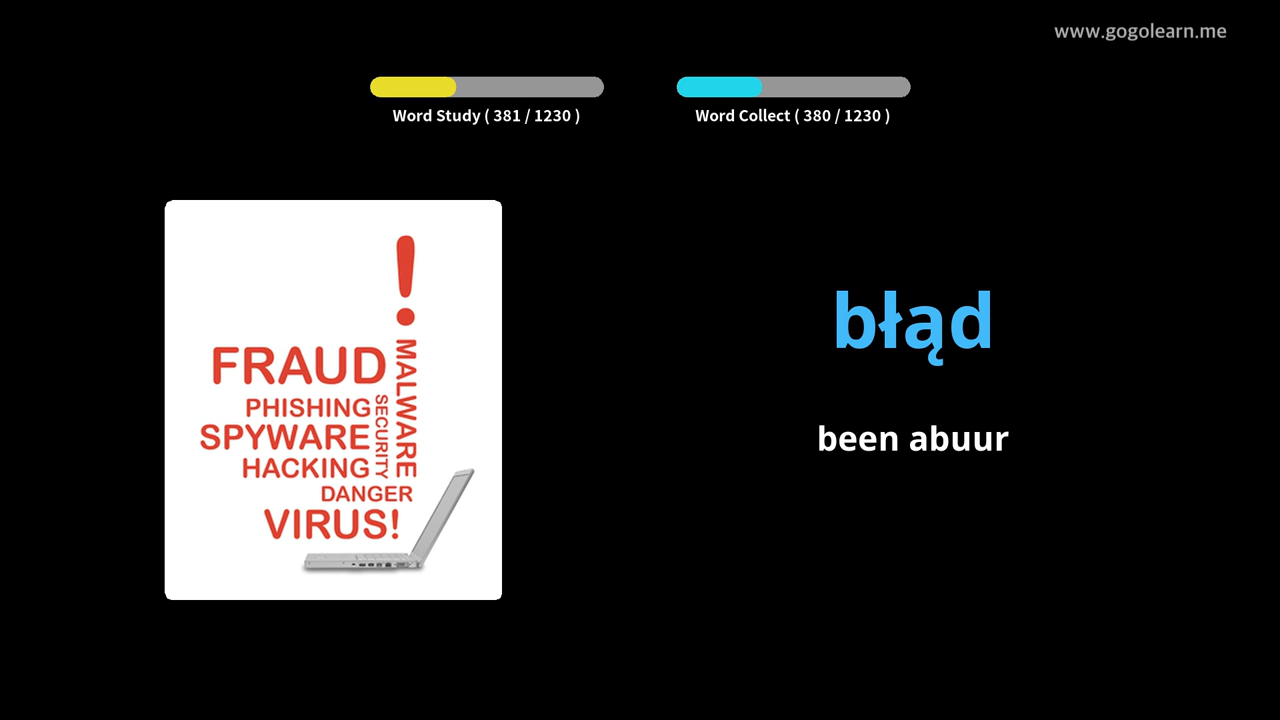 www.gogolearn.me
Word Study ( 381 / 1230 )
Word Collect ( 380 / 1230 )
!
FRAUD
MALWARE
PHISHING
SECURITY
SPYWARE
HACKING
DANGER
VIRUS!
błąd
been abuur